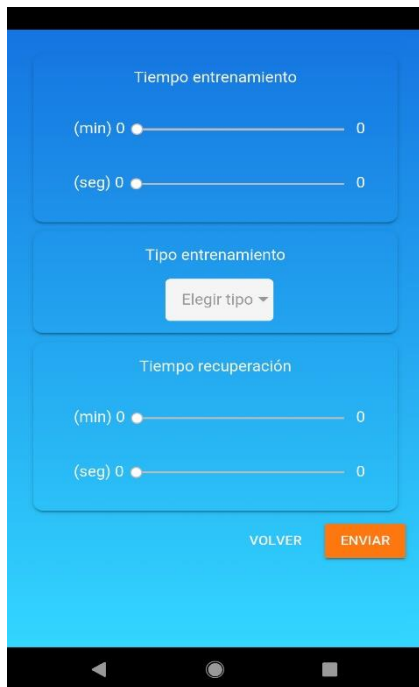 Tiempo entrenamiento
(min) 0 0
(seg) 0 0
Tipo entrenamiento
Elegir tipo
Tiempo recuperación
(min) 0 0
(seg) 0 0
VOLVER ENVIAR